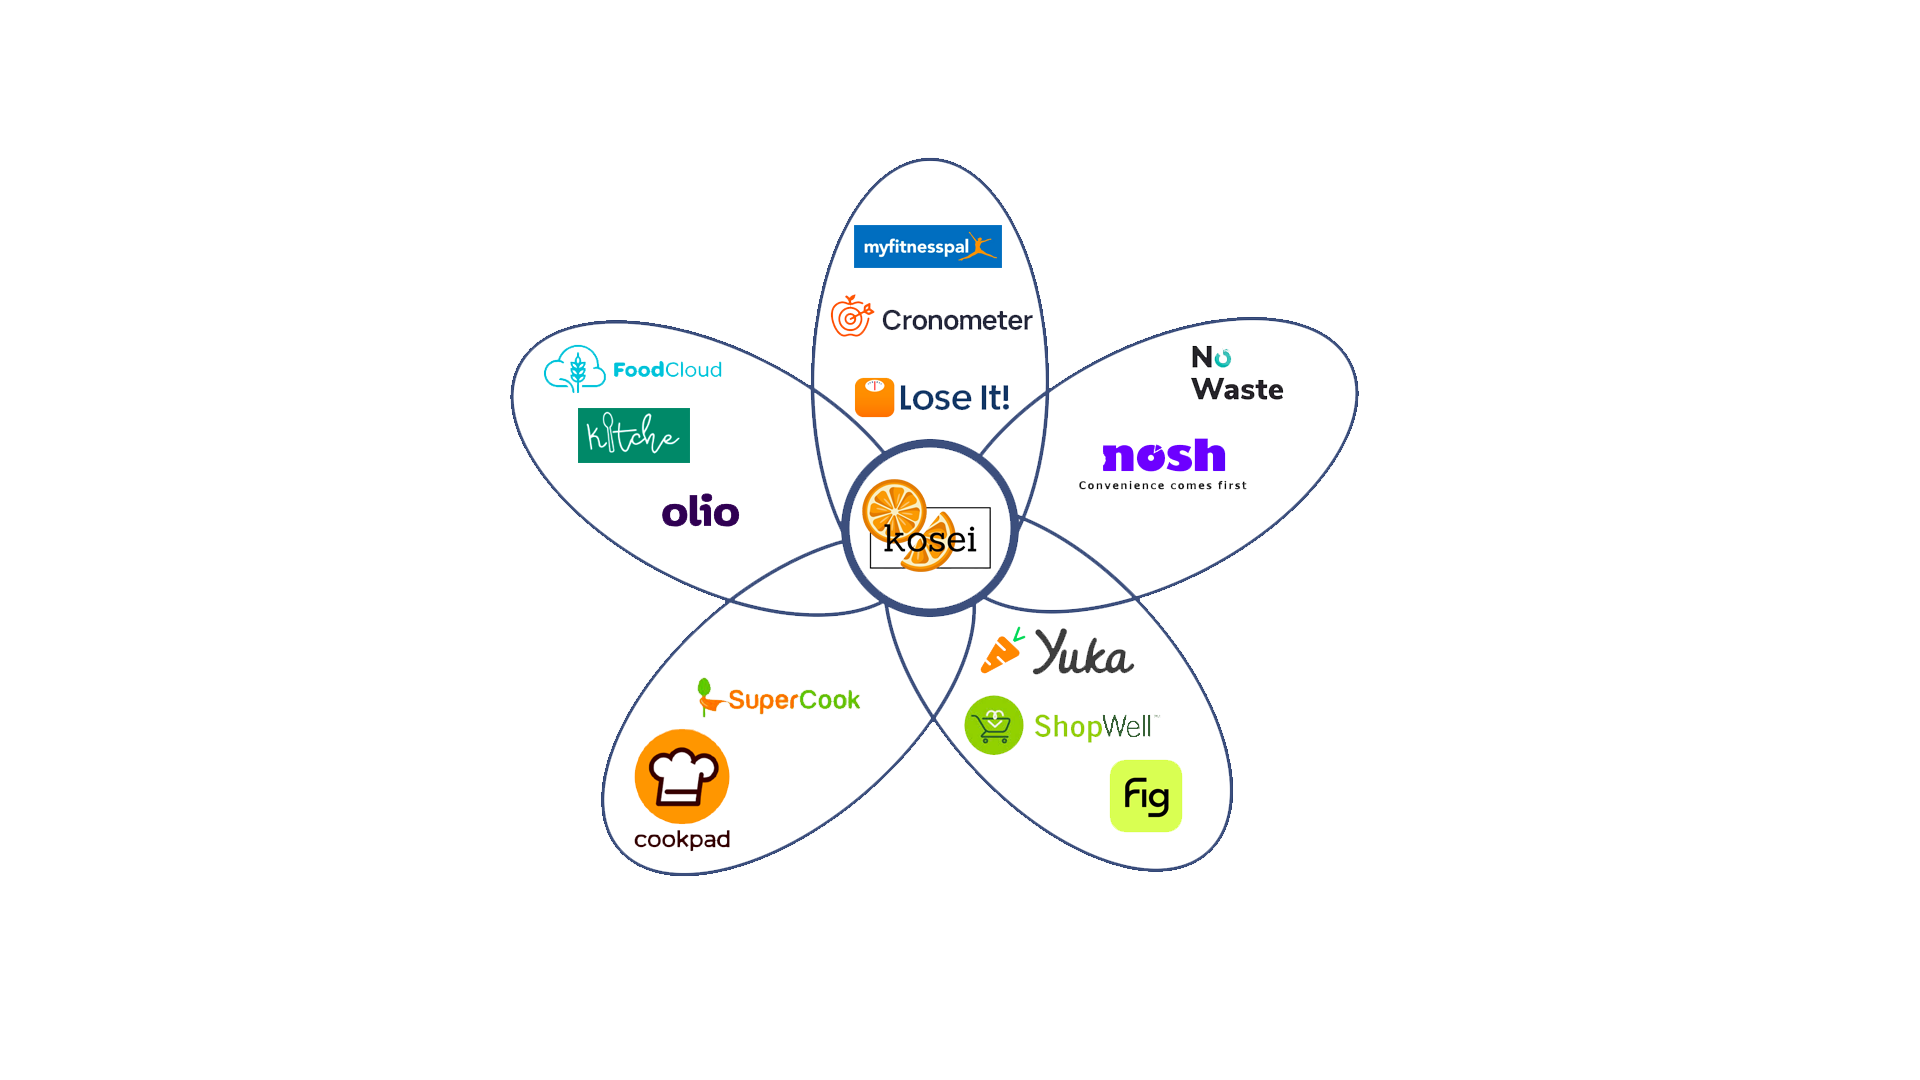 myfitnesspal
Cronometer
Lose It!
FoodCloud
Kitche
olio
No
Waste
nosh
Convenience comes first
kosei
SuperCook
cookpad
Yuka
ShopWell
Fig